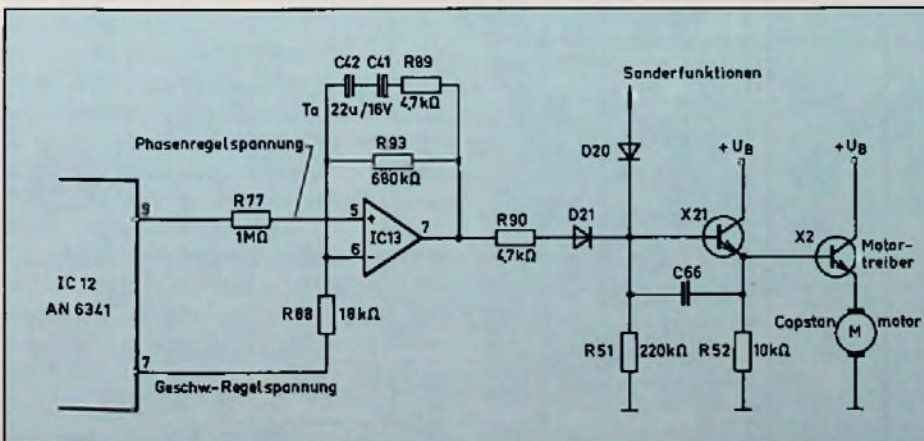 C42 C41 R89
Ta 22u/16V 4,7kΩ
Sonderfunktionen
Phasenregelspannung
R93
680kΩ
D20
+UB
+UB
9
R77
1MΩ
5
+
6
−
IC13
7
R90
4,7kΩ
D21
X21
X2
Motor-
treiber
IC 12
AN 6341
R88 18kΩ
C66
Capstan M motor
R51 220kΩ
R52 10kΩ
7
Geschw.-Regelspannung